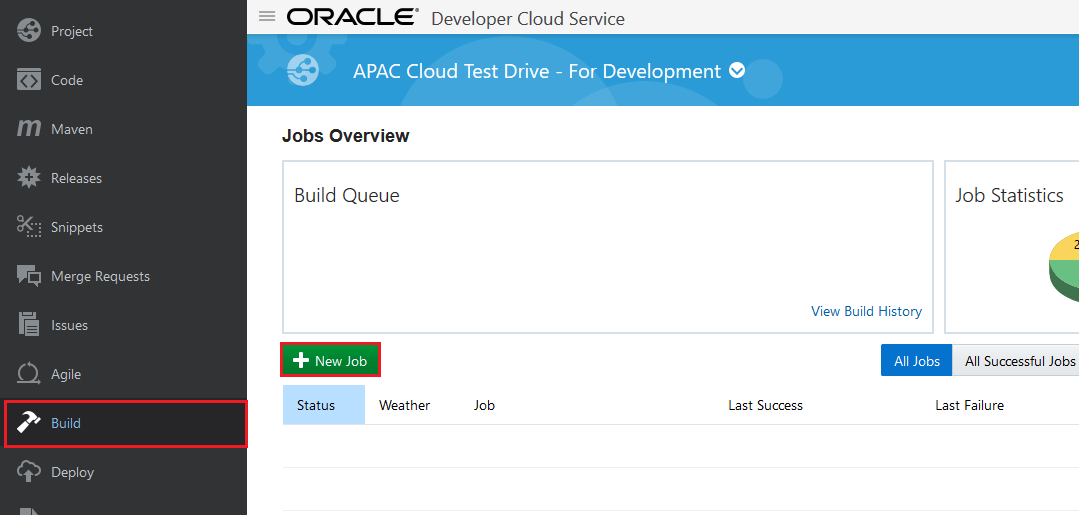 Project
Code
Maven
Releases
Snippets
Merge Requests
Issues
Agile
Build
Deploy
ORACLE® Developer Cloud Service
APAC Cloud Test Drive - For Development
Jobs Overview
Build Queue
View Build History
Job Statistics
2
New Job
All Jobs
All Successful Jobs
Status Weather Job Last Success Last Failure